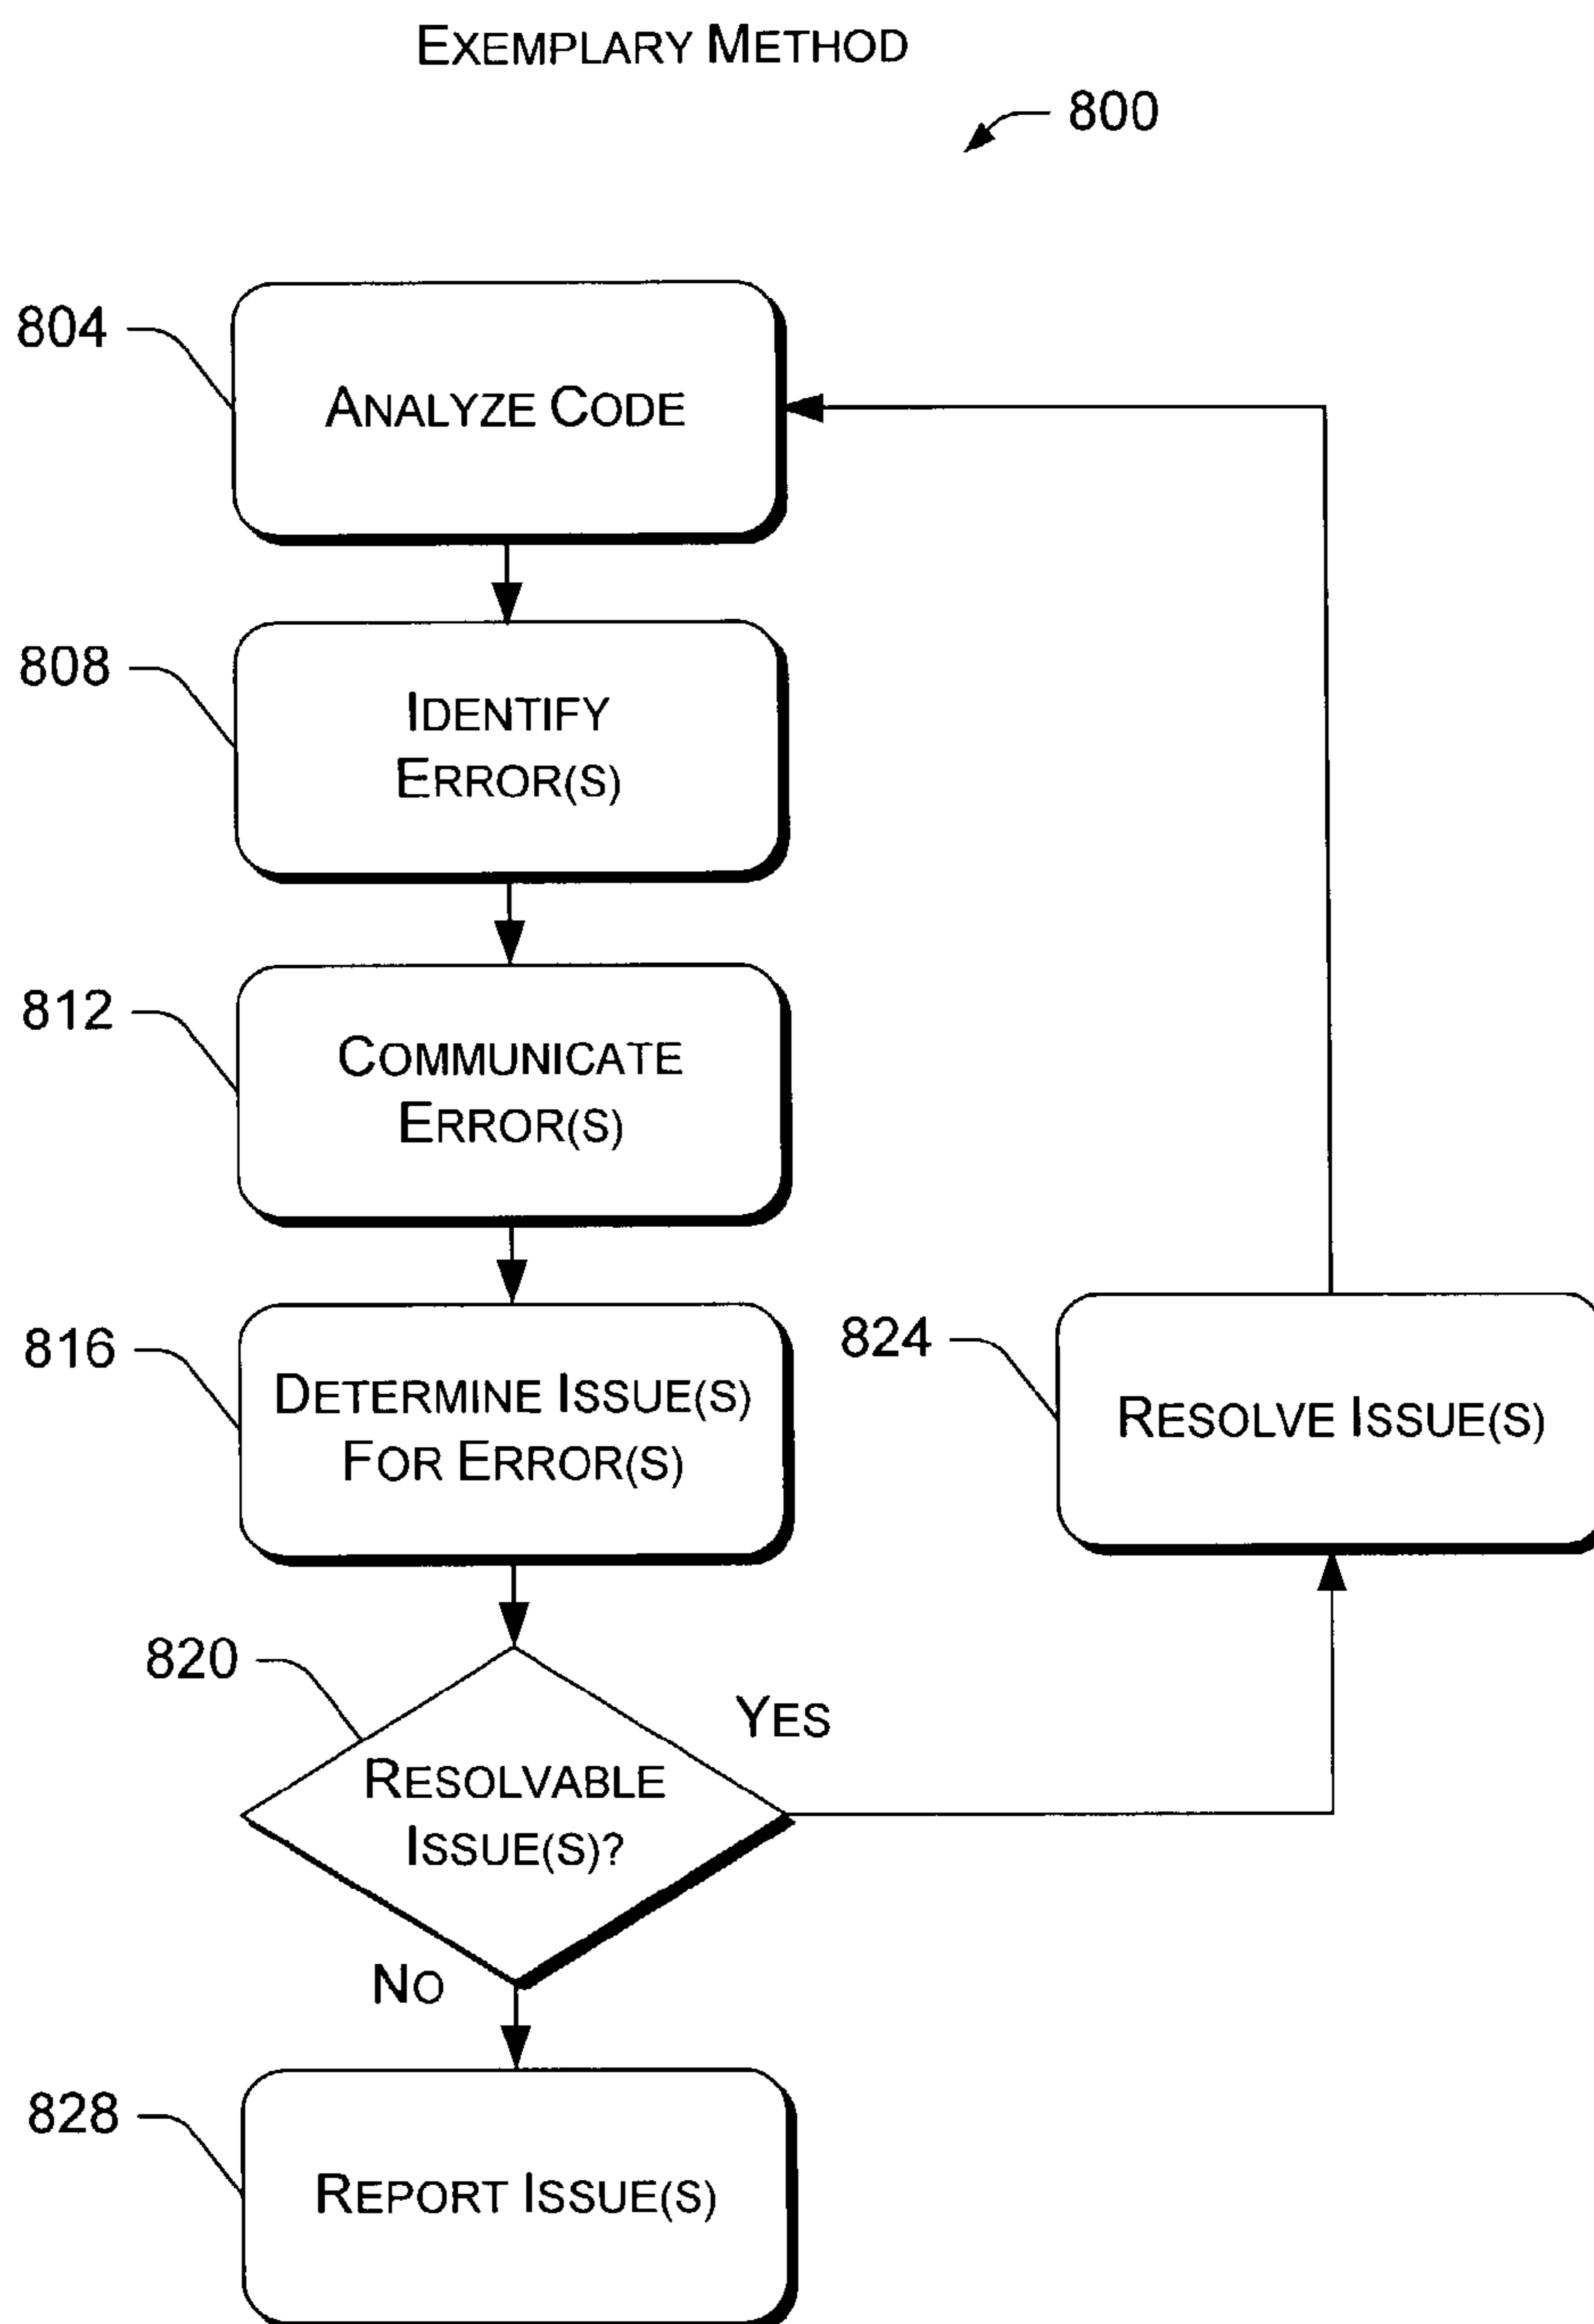 EXEMPLARY METHOD
800
804
ANALYZE CODE
808
IDENTIFY
ERROR(S)
812
COMMUNICATE
ERROR(S)
816
DETERMINE ISSUE(S)
FOR ERROR(S)
824
RESOLVE ISSUE(S)
820
YES
RESOLVABLE
ISSUE(S)?
NO
828
REPORT ISSUE(S)